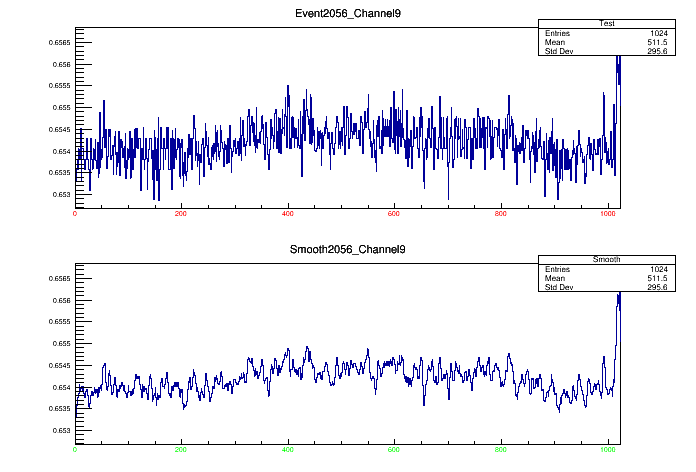 Event2056_Channel9
Test
Entries 1024
Mean 511.5
Std Dev 295.6
0.6565
0.656
0.6555
0.655
0.6545
0.654
0.6535
0.653
0 200 400 600 800 1000
Smooth2056_Channel9
Smooth
Entries 1024
Mean 511.5
Std Dev 295.6
0.6565
0.656
0.6555
0.655
0.6545
0.654
0.6535
0.653
0 200 400 600 800 1000